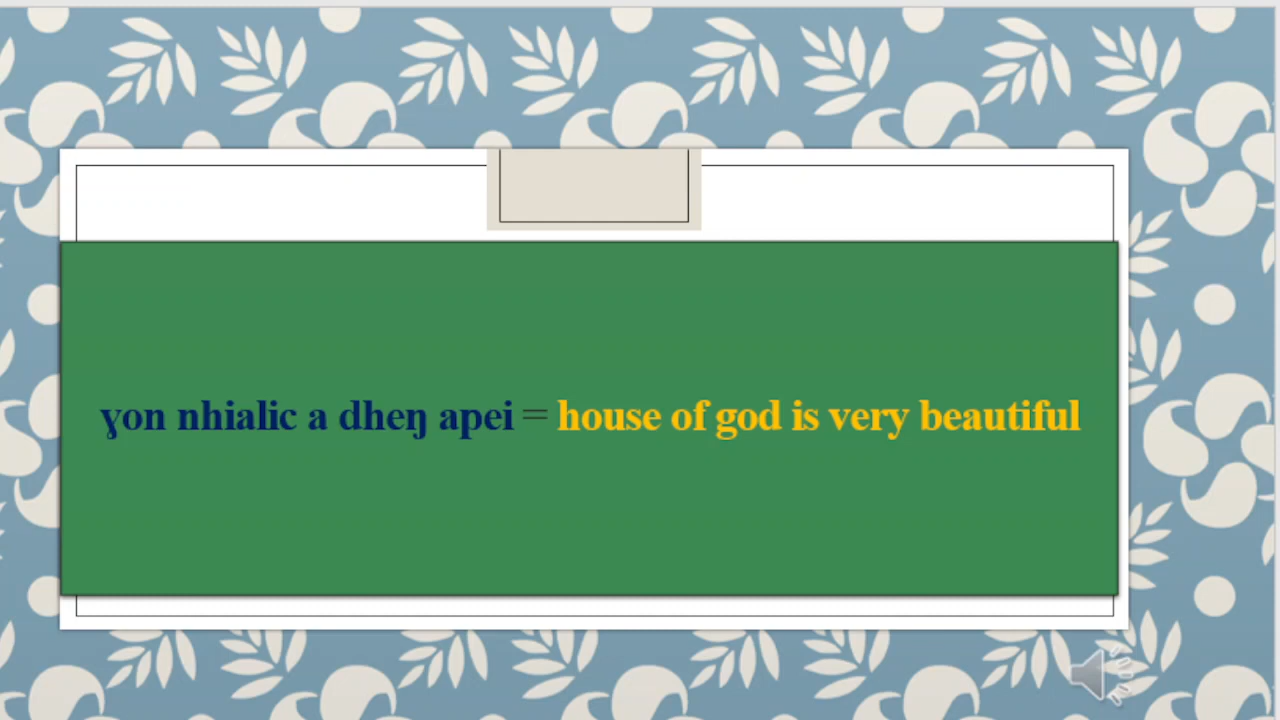 ɣon nhialic a dheŋ apei = house of god is very beautiful